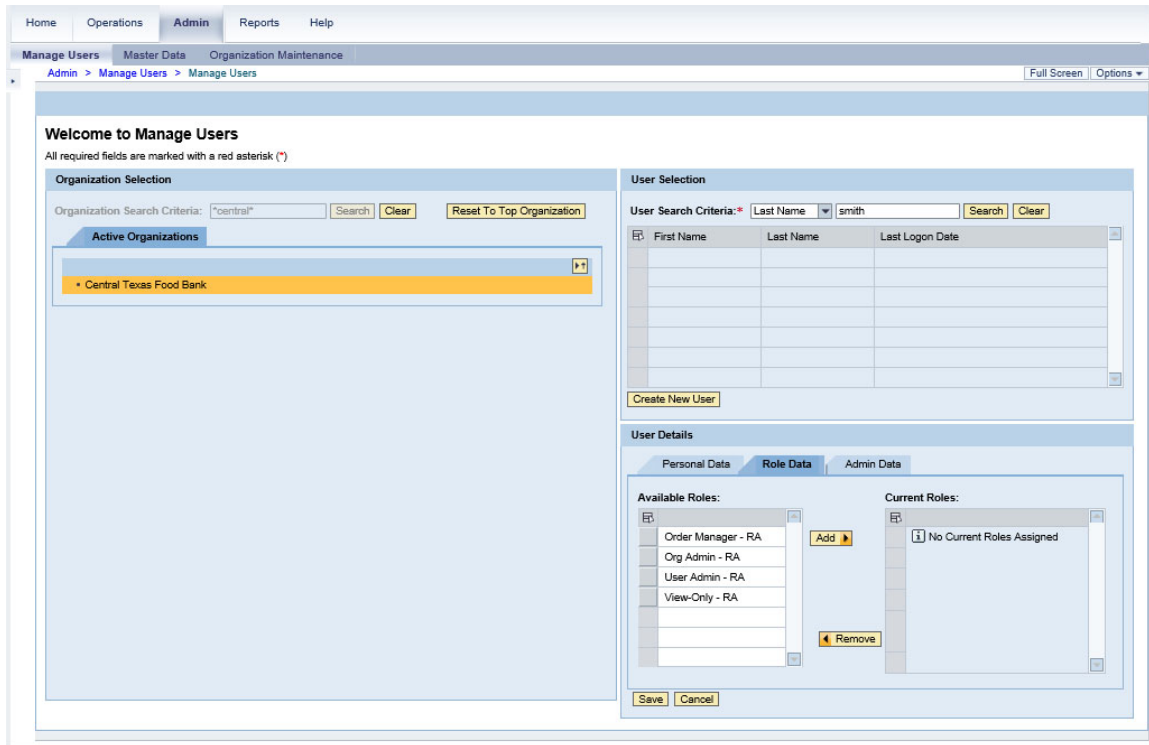 Home Operations Admin Reports Help
Manage Users Master Data Organization Maintenance
Admin > Manage Users > Manage Users Full Screen Options
Welcome to Manage Users
All required fields are marked with a red asterisk (*)
Organization Selection
Organization Search Criteria: *central* Search Clear Reset To Top Organization
Active Organizations
Central Texas Food Bank
User Selection
User Search Criteria:* Last Name smith Search Clear
First Name Last Name Last Logon Date
Create New User
User Details
Personal Data Role Data Admin Data
Available Roles: Current Roles:
Order Manager - RA Add No Current Roles Assigned
Org Admin - RA
User Admin - RA
View-Only - RA
Remove
Save Cancel